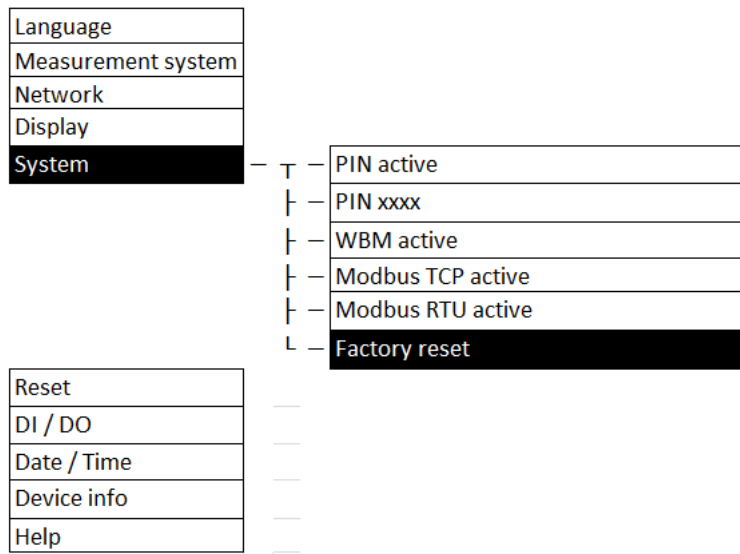 Language
Measurement system
Network
Display
System
PIN active
PIN xxxx
WBM active
Modbus TCP active
Modbus RTU active
Factory reset
Reset
DI / DO
Date / Time
Device info
Help